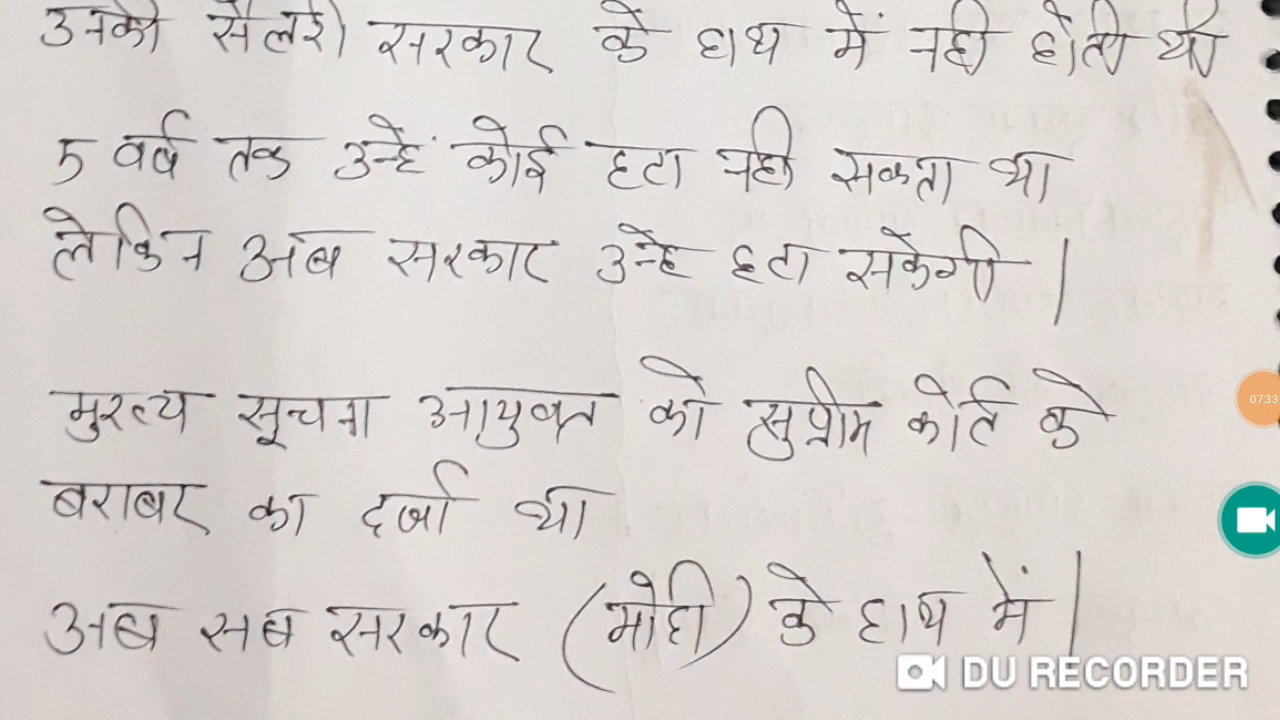 उनकी सैलरी सरकार के हाथ में नही होती थी
5 वर्ष तक उन्हें कोई हटा नही सकता था
लेकिन अब सरकार उन्हे हटा सकेगी |
मुख्य सूचना आयुक्त को सुप्रीम कोर्ट के
बराबर का दर्जा था
अब सब सरकार (मोदी) के हाथ में |
07:33
DU RECORDER